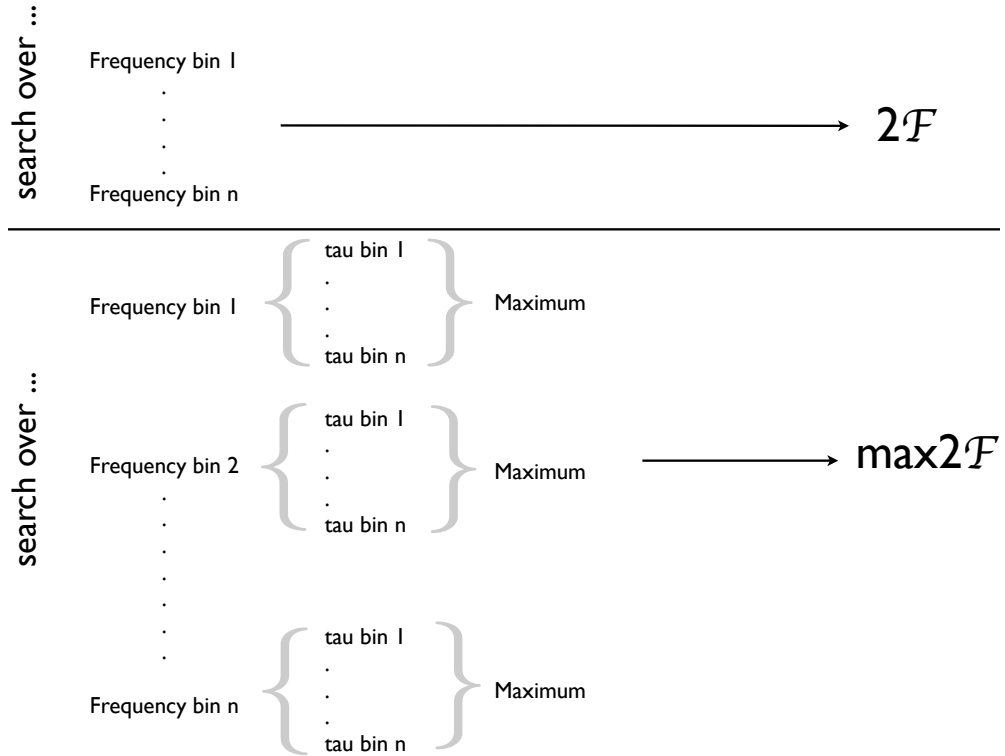 search over ...
Frequency bin 1
.
.
.
.
Frequency bin n
2ℱ
search over ...
Frequency bin 1
tau bin 1
.
.
.
tau bin n
Maximum
Frequency bin 2
tau bin 1
.
.
.
tau bin n
Maximum
max2ℱ
.
.
.
.
.
.
.
Frequency bin n
tau bin 1
.
.
.
tau bin n
Maximum